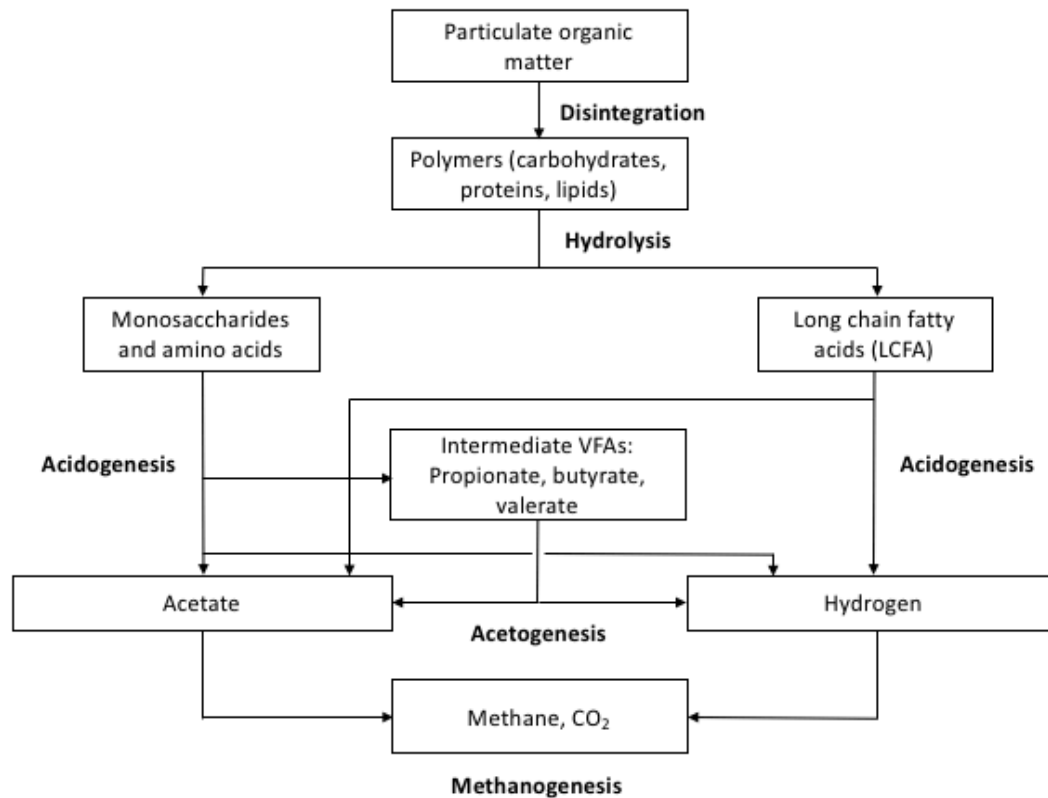 Particulate organic
matter
Disintegration
Polymers (carbohydrates,
proteins, lipids)
Hydrolysis
Monosaccharides
and amino acids
Long chain fatty
acids (LCFA)
Intermediate VFAs:
Propionate, butyrate,
valerate
Acidogenesis
Acidogenesis
Acetate
Hydrogen
Acetogenesis
Methane, CO₂
Methanogenesis